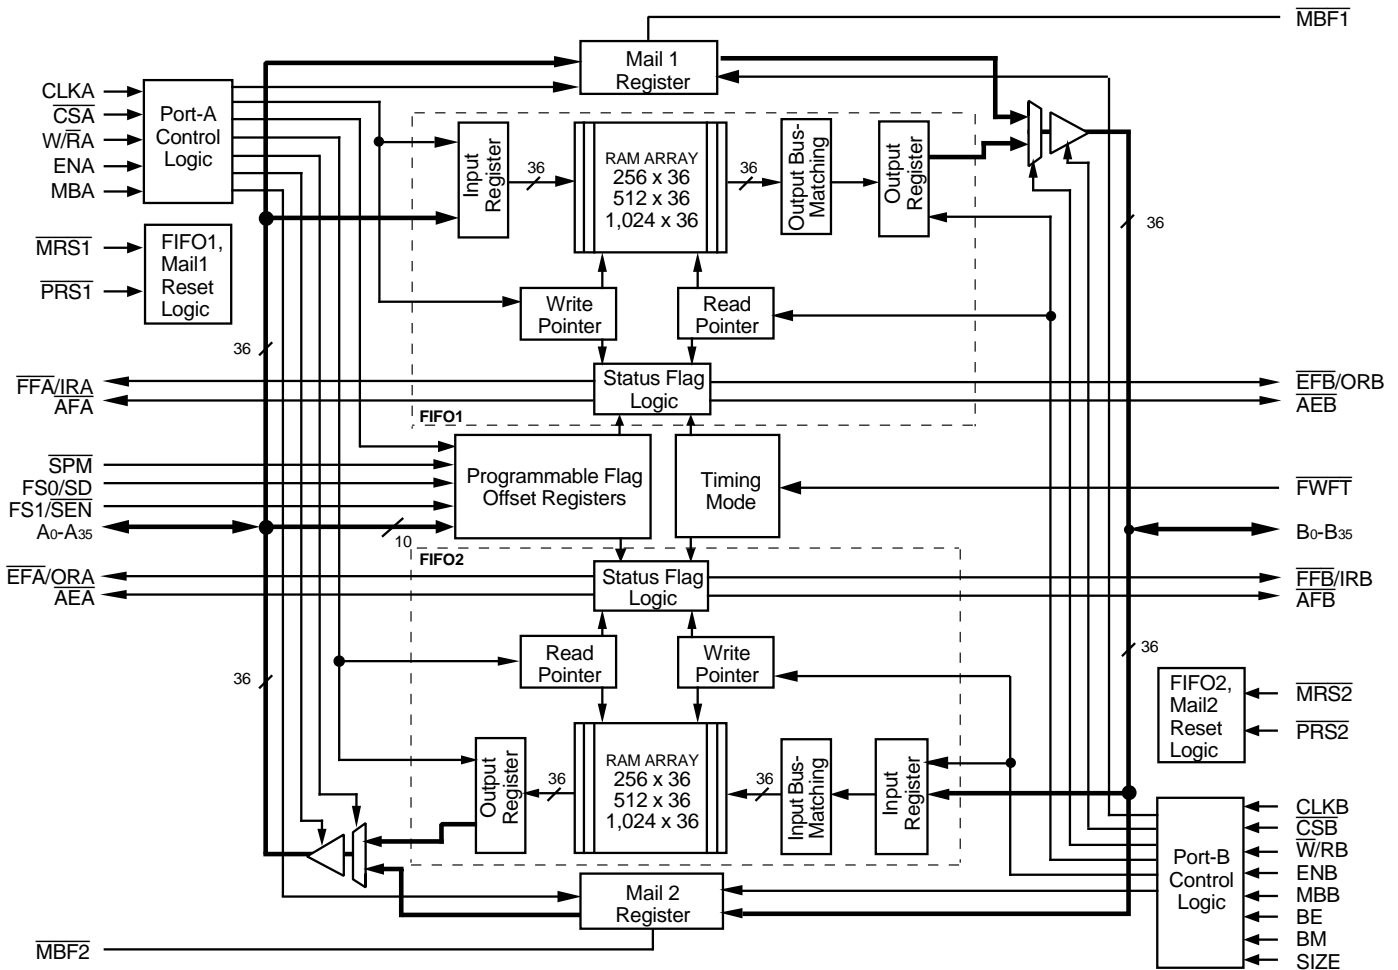 MBF1
Mail 1
Register
CLKA
CSA
W/RA
ENA
MBA
Port-A
Control
Logic
MRS1
PRS1
FIFO1,
Mail1
Reset
Logic
Input
Register
36
RAM ARRAY
256 x 36
512 x 36
1,024 x 36
36
Output Bus-
Matching
Output
Register
36
Write
Pointer
Read
Pointer
36
FFA/IRA
AFA
Status Flag
Logic
EFB/ORB
AEB
FIFO1
SPM
FS0/SD
FS1/SEN
A0-A35
Programmable Flag
Offset Registers
10
Timing
Mode
FWFT
B0-B35
FIFO2
EFA/ORA
AEA
Status Flag
Logic
FFB/IRB
AFB
Read
Pointer
Write
Pointer
36
36
FIFO2,
Mail2
Reset
Logic
MRS2
PRS2
Output
Register
36
RAM ARRAY
256 x 36
512 x 36
1,024 x 36
36
Input Bus-
Matching
Input
Register
Port-B
Control
Logic
CLKB
CSB
W/RB
ENB
MBB
BE
BM
SIZE
Mail 2
Register
MBF2